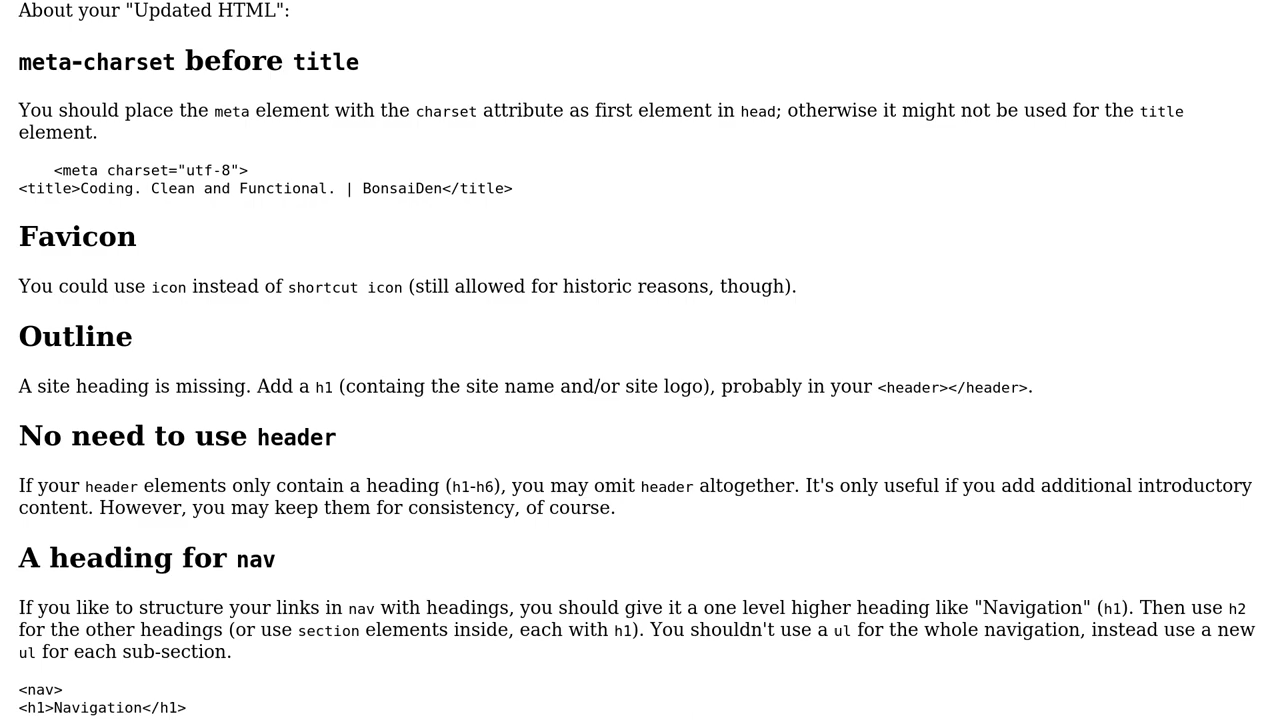 About your "Updated HTML":
meta-charset before title
You should place the meta element with the charset attribute as first element in head; otherwise it might not be used for the title
element.
<meta charset="utf-8">
<title>Coding. Clean and Functional. | BonsaiDen</title>
Favicon
You could use icon instead of shortcut icon (still allowed for historic reasons, though).
Outline
A site heading is missing. Add a h1 (containg the site name and/or site logo), probably in your <header></header>.
No need to use header
If your header elements only contain a heading (h1-h6), you may omit header altogether. It's only useful if you add additional introductory
content. However, you may keep them for consistency, of course.
A heading for nav
If you like to structure your links in nav with headings, you should give it a one level higher heading like "Navigation" (h1). Then use h2
for the other headings (or use section elements inside, each with h1). You shouldn't use a ul for the whole navigation, instead use a new
ul for each sub-section.
<nav>
<h1>Navigation</h1>